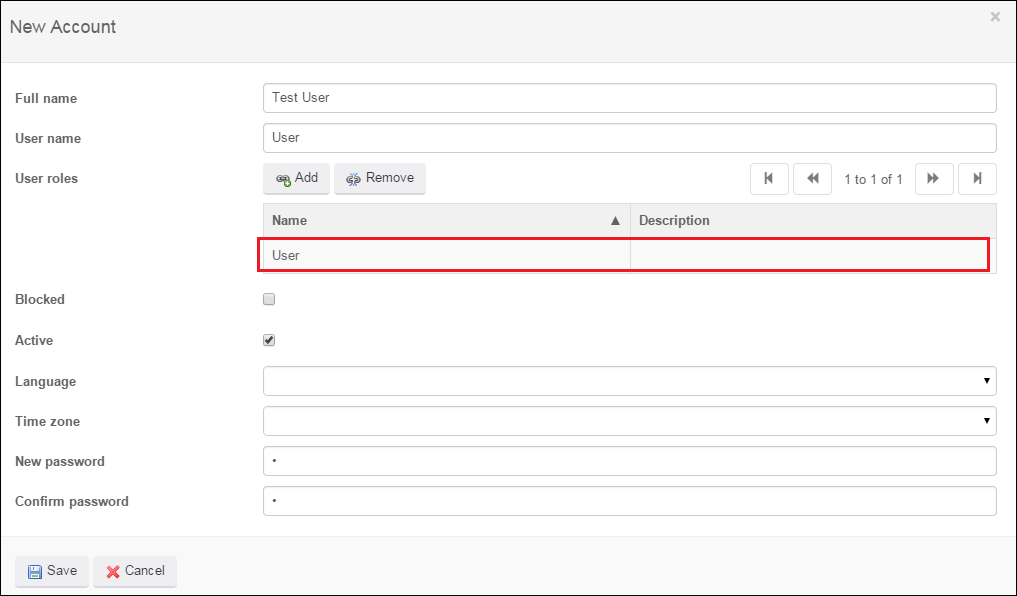 New Account
×
Full name Test User
User name User
User roles Add Remove 1 to 1 of 1
Name ▲ Description
User
Blocked
Active
Language
Time zone
New password •
Confirm password •
Save Cancel